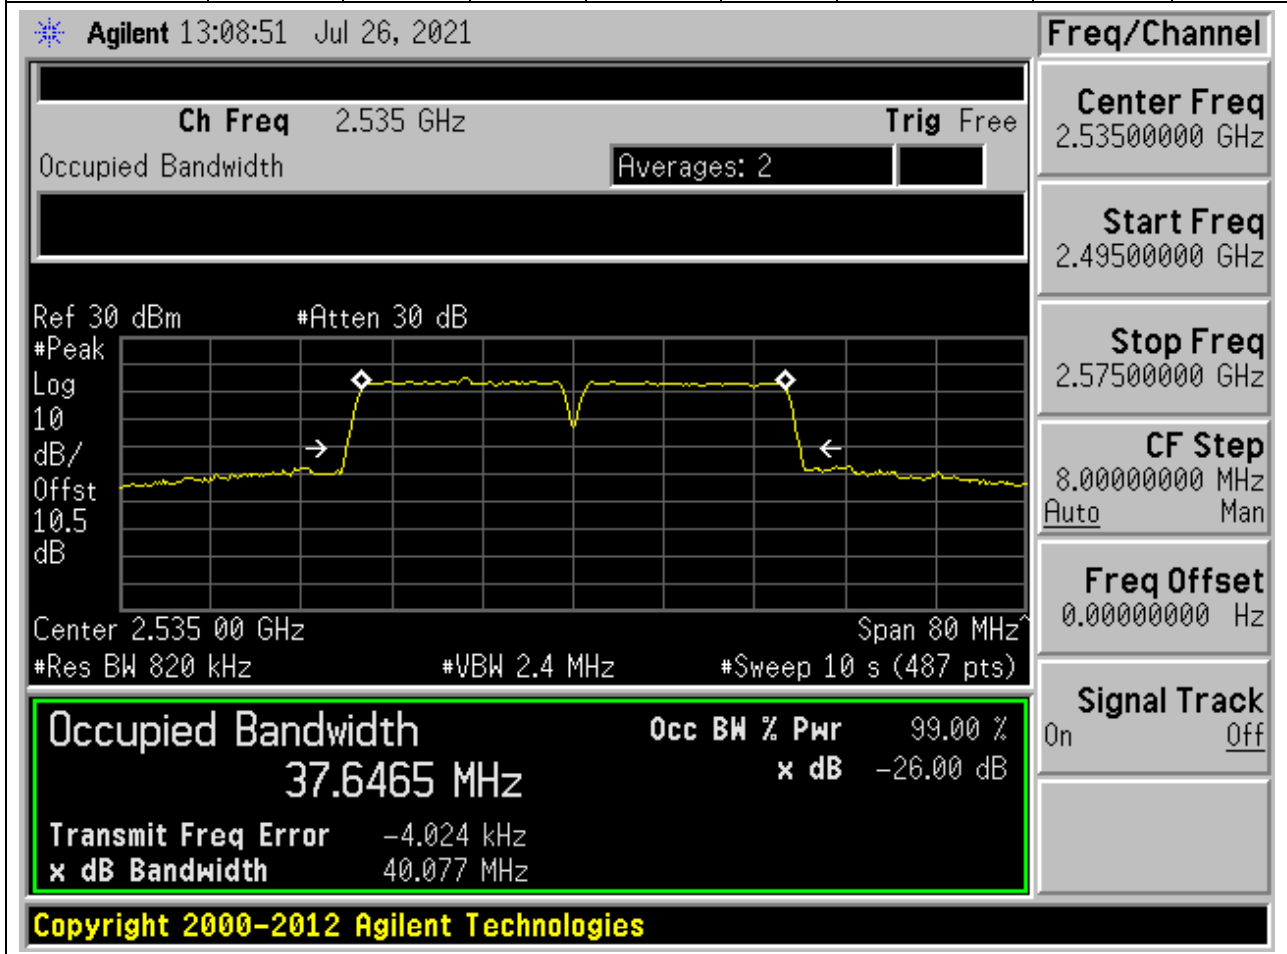 Agilent 13:08:51 Jul 26, 2021
Freq/Channel
Ch Freq 2.535 GHz Trig Free
Occupied Bandwidth Averages: 2
Ref 30 dBm #Atten 30 dB
#Peak
Log
10
dB/
Offst
10.5
dB
Center 2.535 00 GHz Span 80 MHz^
#Res BW 820 kHz #VBW 2.4 MHz #Sweep 10 s (487 pts)
Occupied Bandwidth Occ BW % Pwr 99.00 %
37.6465 MHz x dB -26.00 dB
Transmit Freq Error -4.024 kHz
x dB Bandwidth 40.077 MHz
Center Freq
2.53500000 GHz
Start Freq
2.49500000 GHz
Stop Freq
2.57500000 GHz
CF Step
8.00000000 MHz
Auto Man
Freq Offset
0.00000000 Hz
Signal Track
On Off
Copyright 2000-2012 Agilent Technologies